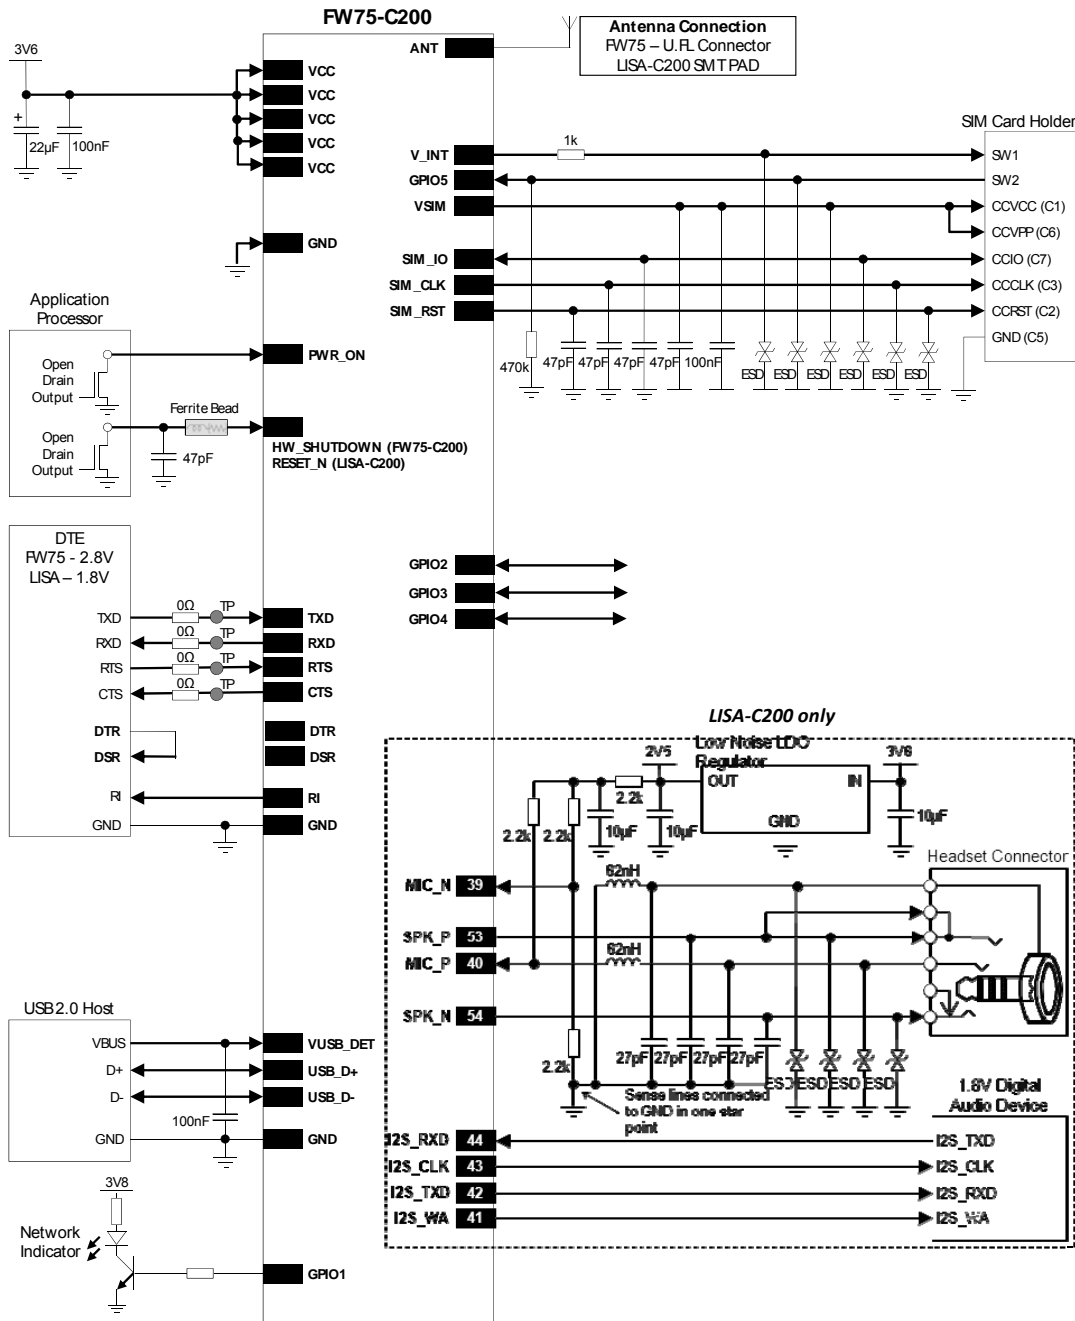 FW75-C200
ANT
Antenna Connection
FW75 – U.FL Connector
LISA-C200 SMT PAD
3V6
VCC
VCC
VCC
VCC
VCC
+
22µF
100nF
GND
SIM Card Holder
V_INT
1k
SW1
GPIO5
SW2
VSIM
CCVCC (C1)
CCVPP (C6)
SIM_IO
CCIO (C7)
SIM_CLK
CCCLK (C3)
SIM_RST
CCRST (C2)
GND (C5)
470k
47pF
47pF
47pF
47pF
100nF
ESD
ESD
ESD
ESD
ESD
ESD
Application
Processor
Open
Drain
Output
PWR_ON
Ferrite Bead
Open
Drain
Output
47pF
HW_SHUTDOWN (FW75-C200)
RESET_N (LISA-C200)
DTE
FW75 - 2.8V
LISA – 1.8V
GPIO2
GPIO3
GPIO4
TXD
0Ω
TP
TXD
RXD
0Ω
TP
RXD
RTS
0Ω
TP
RTS
CTS
0Ω
TP
CTS
DTR
DTR
DSR
DSR
RI
RI
GND
GND
LISA-C200 only
Low Noise LDO
Regulator
2V5
3V6
OUT
IN
GND
2.2k
2.2k
2.2k
10µF
10µF
10µF
Headset Connector
62nH
MIC_N
39
SPK_P
53
62nH
MIC_P
40
SPK_N
54
2.2k
27pF
27pF
27pF
27pF
ESD
ESD
ESD
ESD
Sense lines connected
to GND in one star
point
1.8V Digital
Audio Device
I2S_RXD
44
I2S_TXD
I2S_CLK
43
I2S_CLK
I2S_TXD
42
I2S_RXD
I2S_WA
41
I2S_WA
USB 2.0 Host
VBUS
VUSB_DET
D+
USB_D+
D-
USB_D-
100nF
GND
GND
3V8
Network
Indicator
GPIO1